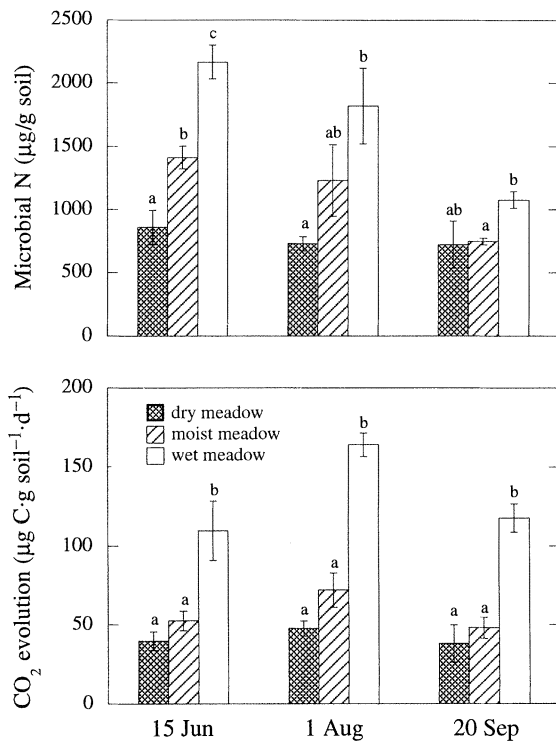 2500
2000
1500
1000
500
0
Microbial N (µg/g soil)
a
b
c
a
ab
b
ab
a
b
200
150
100
50
0
CO₂ evolution (µg C·g soil⁻¹·d⁻¹)
dry meadow
moist meadow
wet meadow
a
a
b
a
a
b
a
a
b
15 Jun 1 Aug 20 Sep